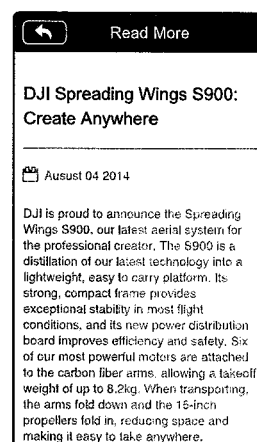 Read More
DJI Spreading Wings S900:
Create Anywhere
Ausust 04 2014
DJI is proud to announce the Spreading
Wings S900, our latest aerial system for
the professional creator. The S900 is a
distillation of our latest technology into a
lightweight, easy to carry platform. Its
strong, compact frame provides
exceptional stability in most flight
conditions, and its new power distribution
board improves efficiency and safety. Six
of our most powerful motors are attached
to the carbon fiber arms, allowing a takeoff
weight of up to 8.2kg. When transporting,
the arms fold down and the 15-inch
propellers fold in, reducing space and
making it easy to take anywhere.